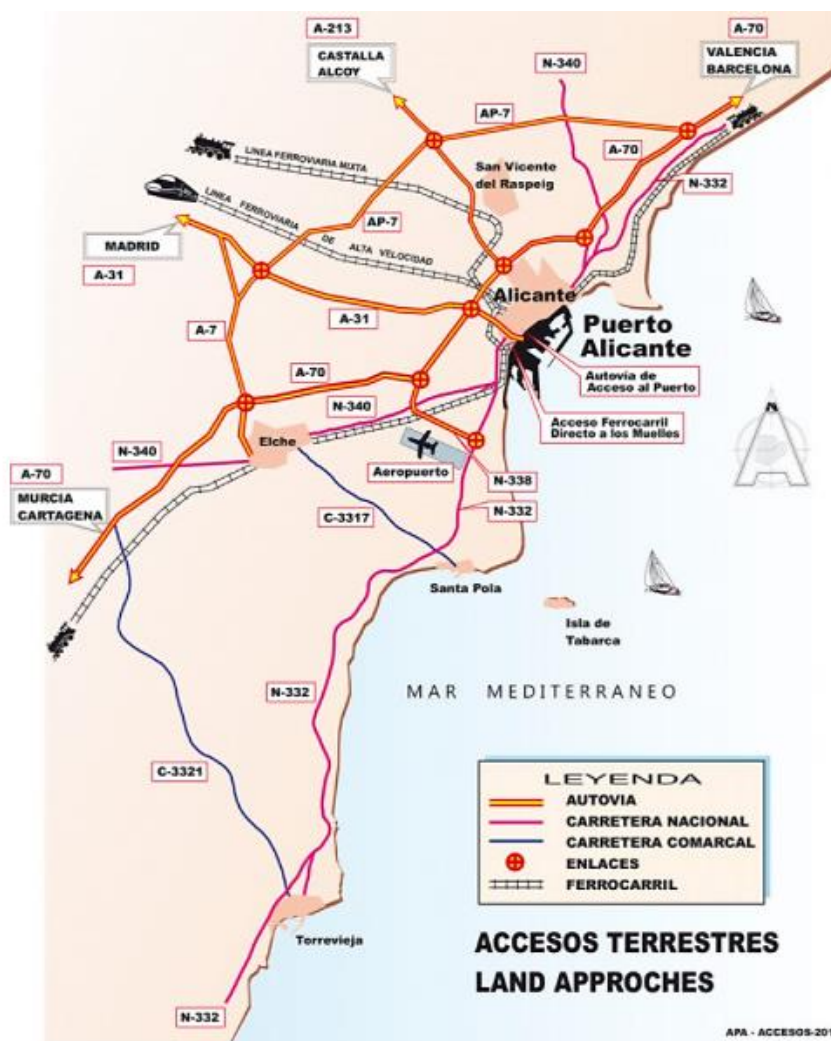 A-213
A-70
CASTALLA
ALCOY
N-340
VALENCIA
BARCELONA
AP-7
A-70
LINEA FERROVIARIA MIXTA
San Vicente
del Raspeig
N-332
LINEA FERROVIARIA DE ALTA VELOCIDAD
AP-7
MADRID
A-31
Alicante
A-31
Puerto
Alicante
A-7
A-70
Autovía de
Acceso al Puerto
N-340
Acceso Ferrocarril
Directo a los Muelles
Elche
N-340
A-70
Aeropuerto
N-338
MURCIA
CARTAGENA
N-332
C-3317
Santa Pola
Isla de
Tabarca
N-332
MAR MEDITERRANEO
C-3321
LEYENDA
AUTOVIA
CARRETERA NACIONAL
CARRETERA COMARCAL
ENLACES
FERROCARRIL
Torrevieja
ACCESOS TERRESTRES
LAND APPROCHES
N-332
APA - ACCESOS-201